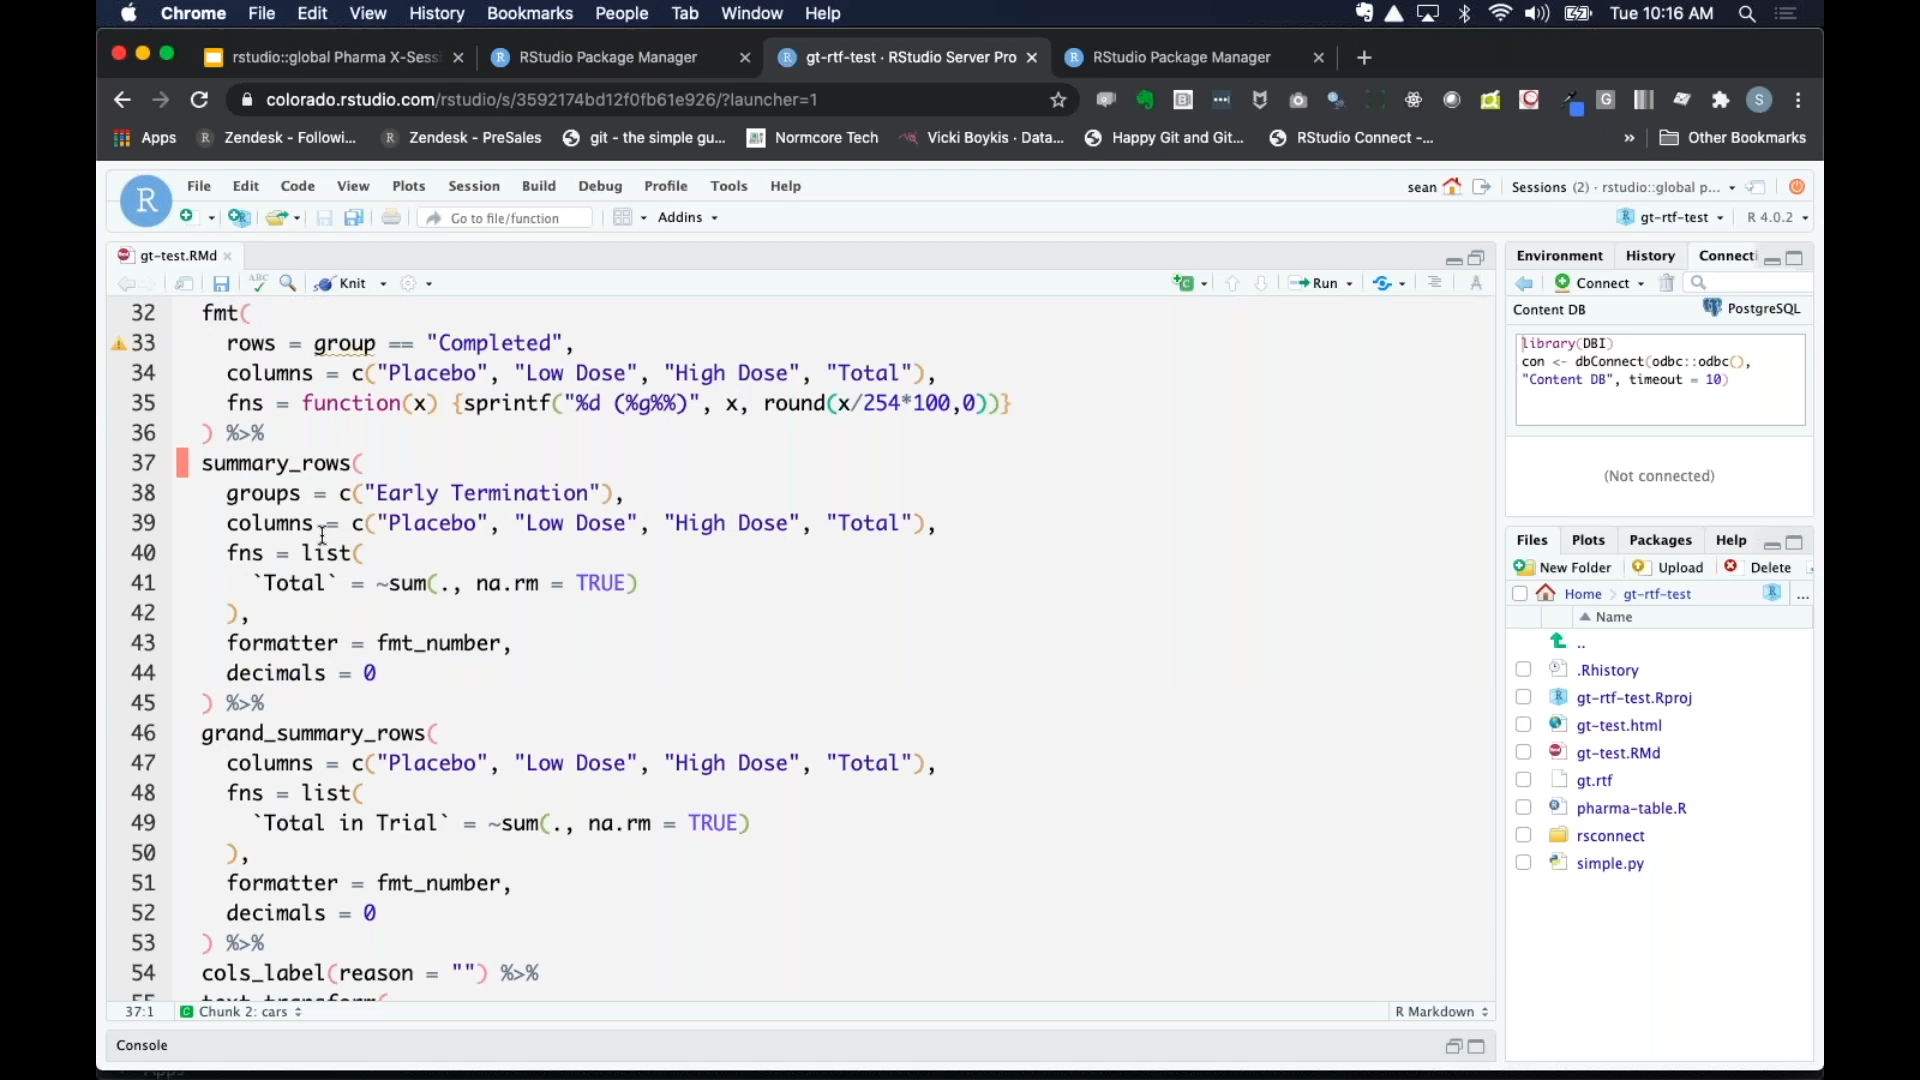 Chrome File Edit View History Bookmarks People Tab Window Help Tue 10:16 AM
rstudio::global Pharma X-Sess RStudio Package Manager gt-rtf-test · RStudio Server Pro RStudio Package Manager
colorado.rstudio.com/rstudio/s/3592174bd12f0fb61e926/?launcher=1
Apps Zendesk - Followi... Zendesk - PreSales git - the simple gu... Normcore Tech Vicki Boykis · Data... Happy Git and Git... RStudio Connect -... » Other Bookmarks
File Edit Code View Plots Session Build Debug Profile Tools Help sean Sessions (2) · rstudio::global p...
Go to file/function Addins gt-rtf-test R 4.0.2
gt-test.RMd
Knit Run
32 fmt(
33 rows = group == "Completed",
34 columns = c("Placebo", "Low Dose", "High Dose", "Total"),
35 fns = function(x) {sprintf("%d (%g%%)", x, round(x/254*100,0))}
36 ) %>%
37 summary_rows(
38 groups = c("Early Termination"),
39 columns = c("Placebo", "Low Dose", "High Dose", "Total"),
40 fns = list(
41 `Total` = ~sum(., na.rm = TRUE)
42 ),
43 formatter = fmt_number,
44 decimals = 0
45 ) %>%
46 grand_summary_rows(
47 columns = c("Placebo", "Low Dose", "High Dose", "Total"),
48 fns = list(
49 `Total in Trial` = ~sum(., na.rm = TRUE)
50 ),
51 formatter = fmt_number,
52 decimals = 0
53 ) %>%
54 cols_label(reason = "") %>%
55 text_transform(
37:1 Chunk 2: cars R Markdown
Console
Environment History Connecti
Connect
Content DB PostgreSQL
library(DBI)
con <- dbConnect(odbc::odbc(),
"Content DB", timeout = 10)
(Not connected)
Files Plots Packages Help
New Folder Upload Delete
Home > gt-rtf-test ...
Name
..
.Rhistory
gt-rtf-test.Rproj
gt-test.html
gt-test.RMd
gt.rtf
pharma-table.R
rsconnect
simple.py